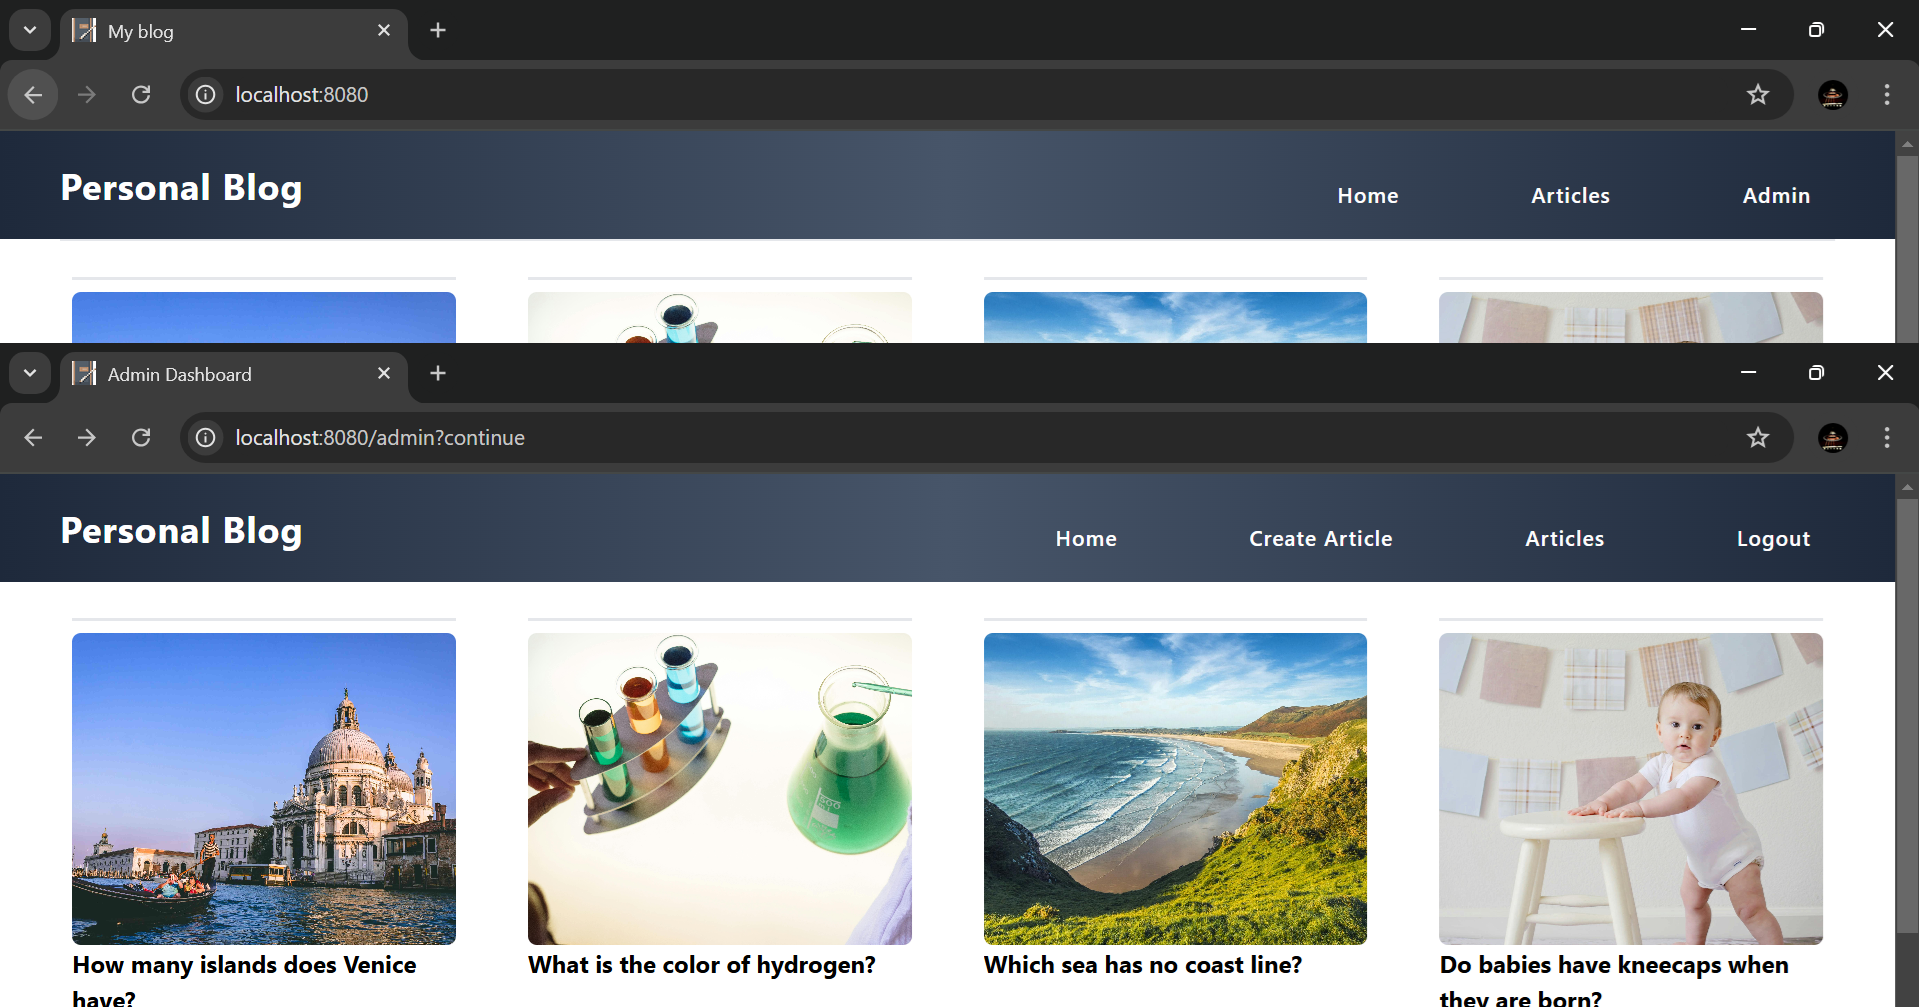 My blog
localhost:8080
Personal Blog
Home
Articles
Admin
Admin Dashboard
localhost:8080/admin?continue
Personal Blog
Home
Create Article
Articles
Logout
500
How many islands does Venice
have?
What is the color of hydrogen?
Which sea has no coast line?
Do babies have kneecaps when
they are born?